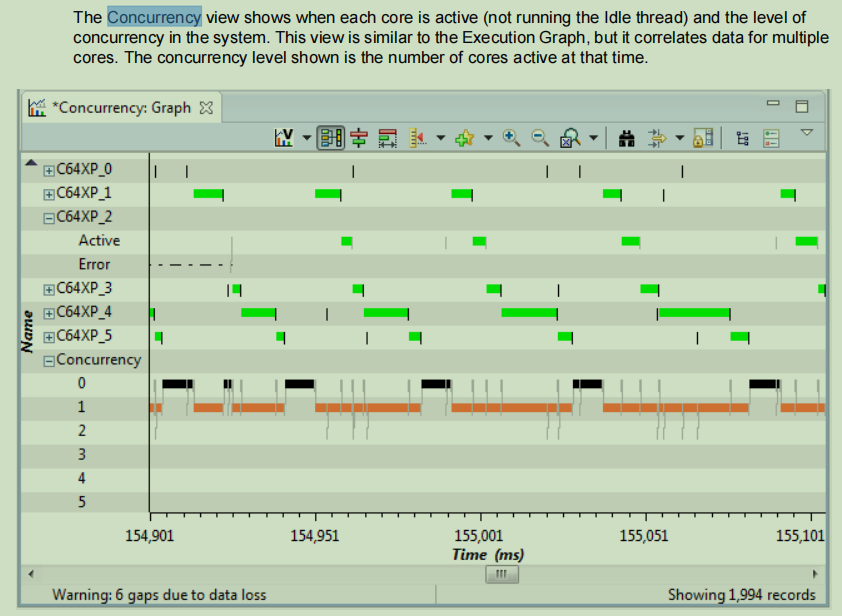 The Concurrency view shows when each core is active (not running the Idle thread) and the level of
concurrency in the system. This view is similar to the Execution Graph, but it correlates data for multiple
cores. The concurrency level shown is the number of cores active at that time.
*Concurrency: Graph
C64XP_0
C64XP_1
C64XP_2
Active
Error
C64XP_3
C64XP_4
C64XP_5
Concurrency
0
1
2
3
4
5
Name
154,901 154,951 155,001 155,051 155,101
Time (ms)
Warning: 6 gaps due to data loss Showing 1,994 records